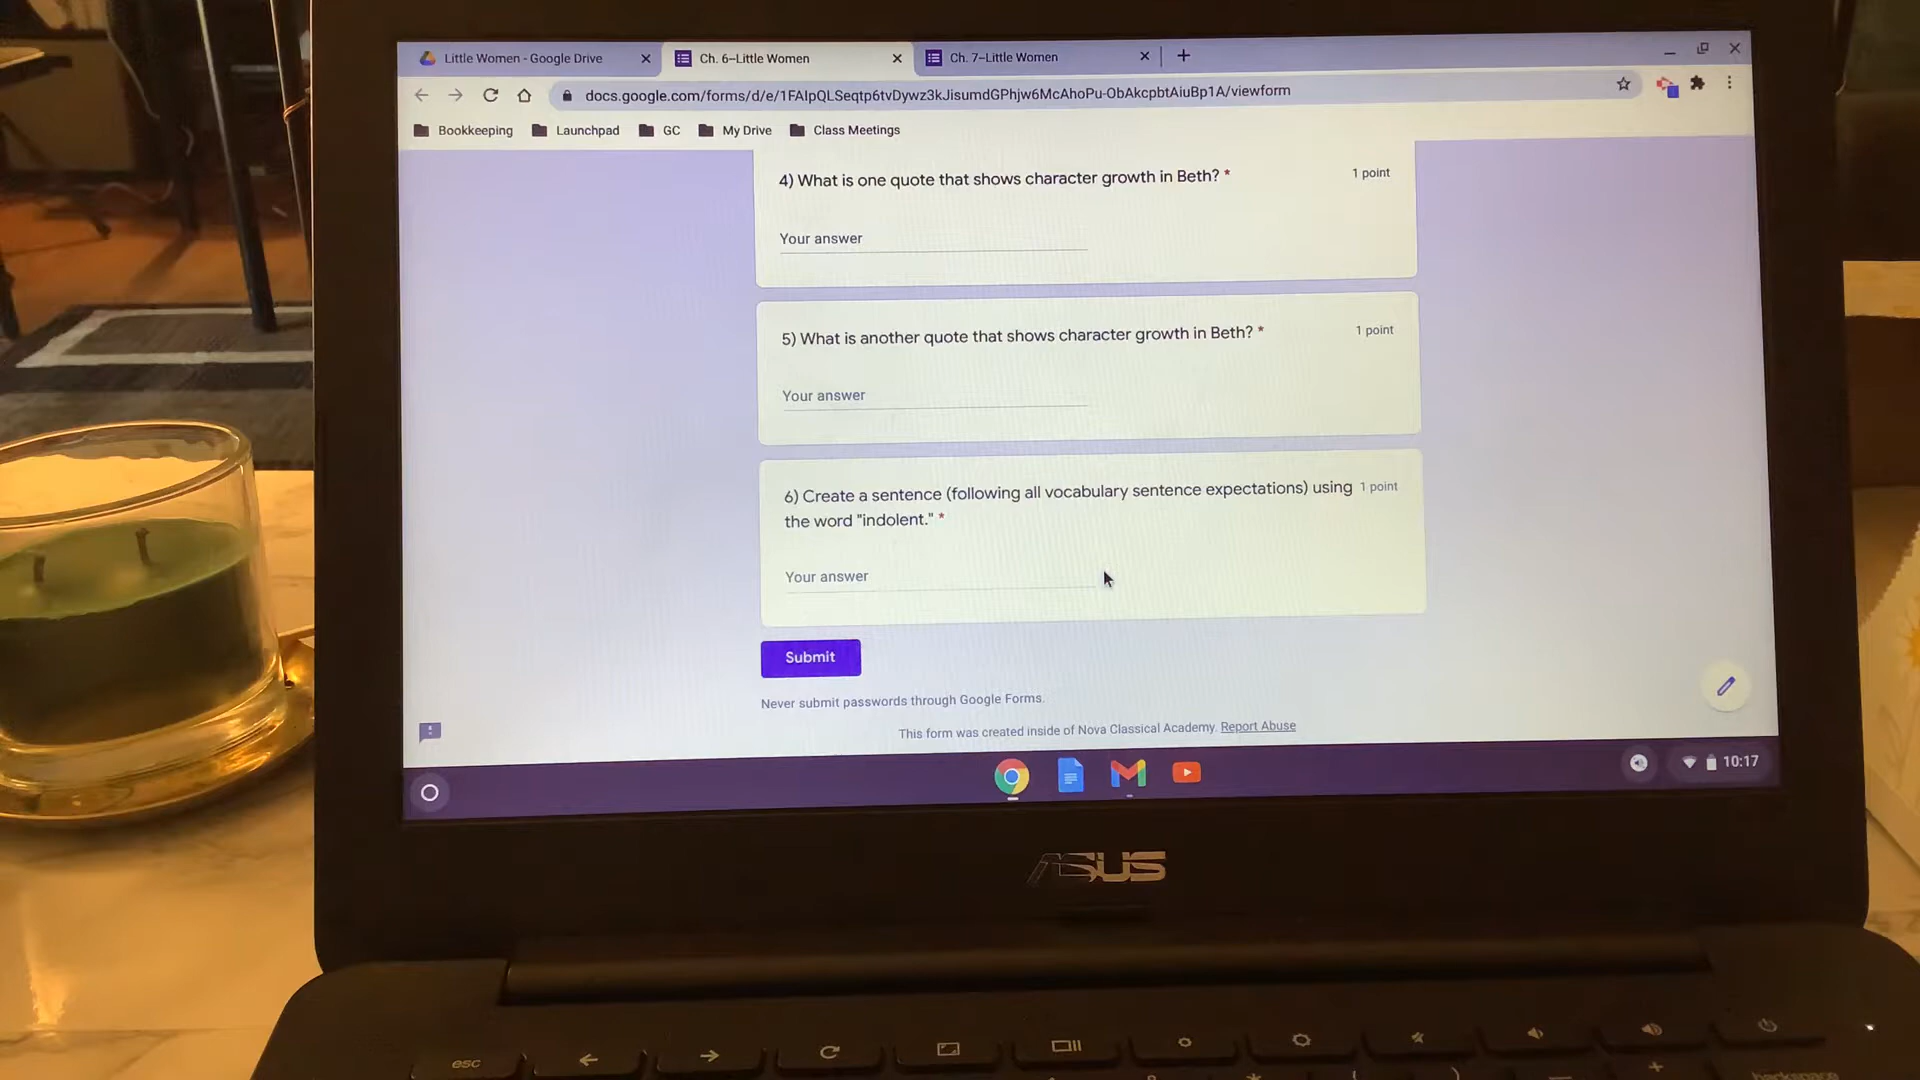 Little Women - Google Drive
Ch. 6–Little Women
Ch. 7–Little Women
docs.google.com/forms/d/e/1FAIpQLSeqtp6tvDywz3kJisumdGPhjw6McAhoPu-ObAkcpbtAiuBp1A/viewform
Bookkeeping
Launchpad
GC
My Drive
Class Meetings
4) What is one quote that shows character growth in Beth? *
1 point
Your answer
5) What is another quote that shows character growth in Beth? *
1 point
Your answer
6) Create a sentence (following all vocabulary sentence expectations) using
1 point
the word "indolent." *
Your answer
Submit
Never submit passwords through Google Forms.
This form was created inside of Nova Classical Academy. Report Abuse
10:17
ASUS
esc
backspace